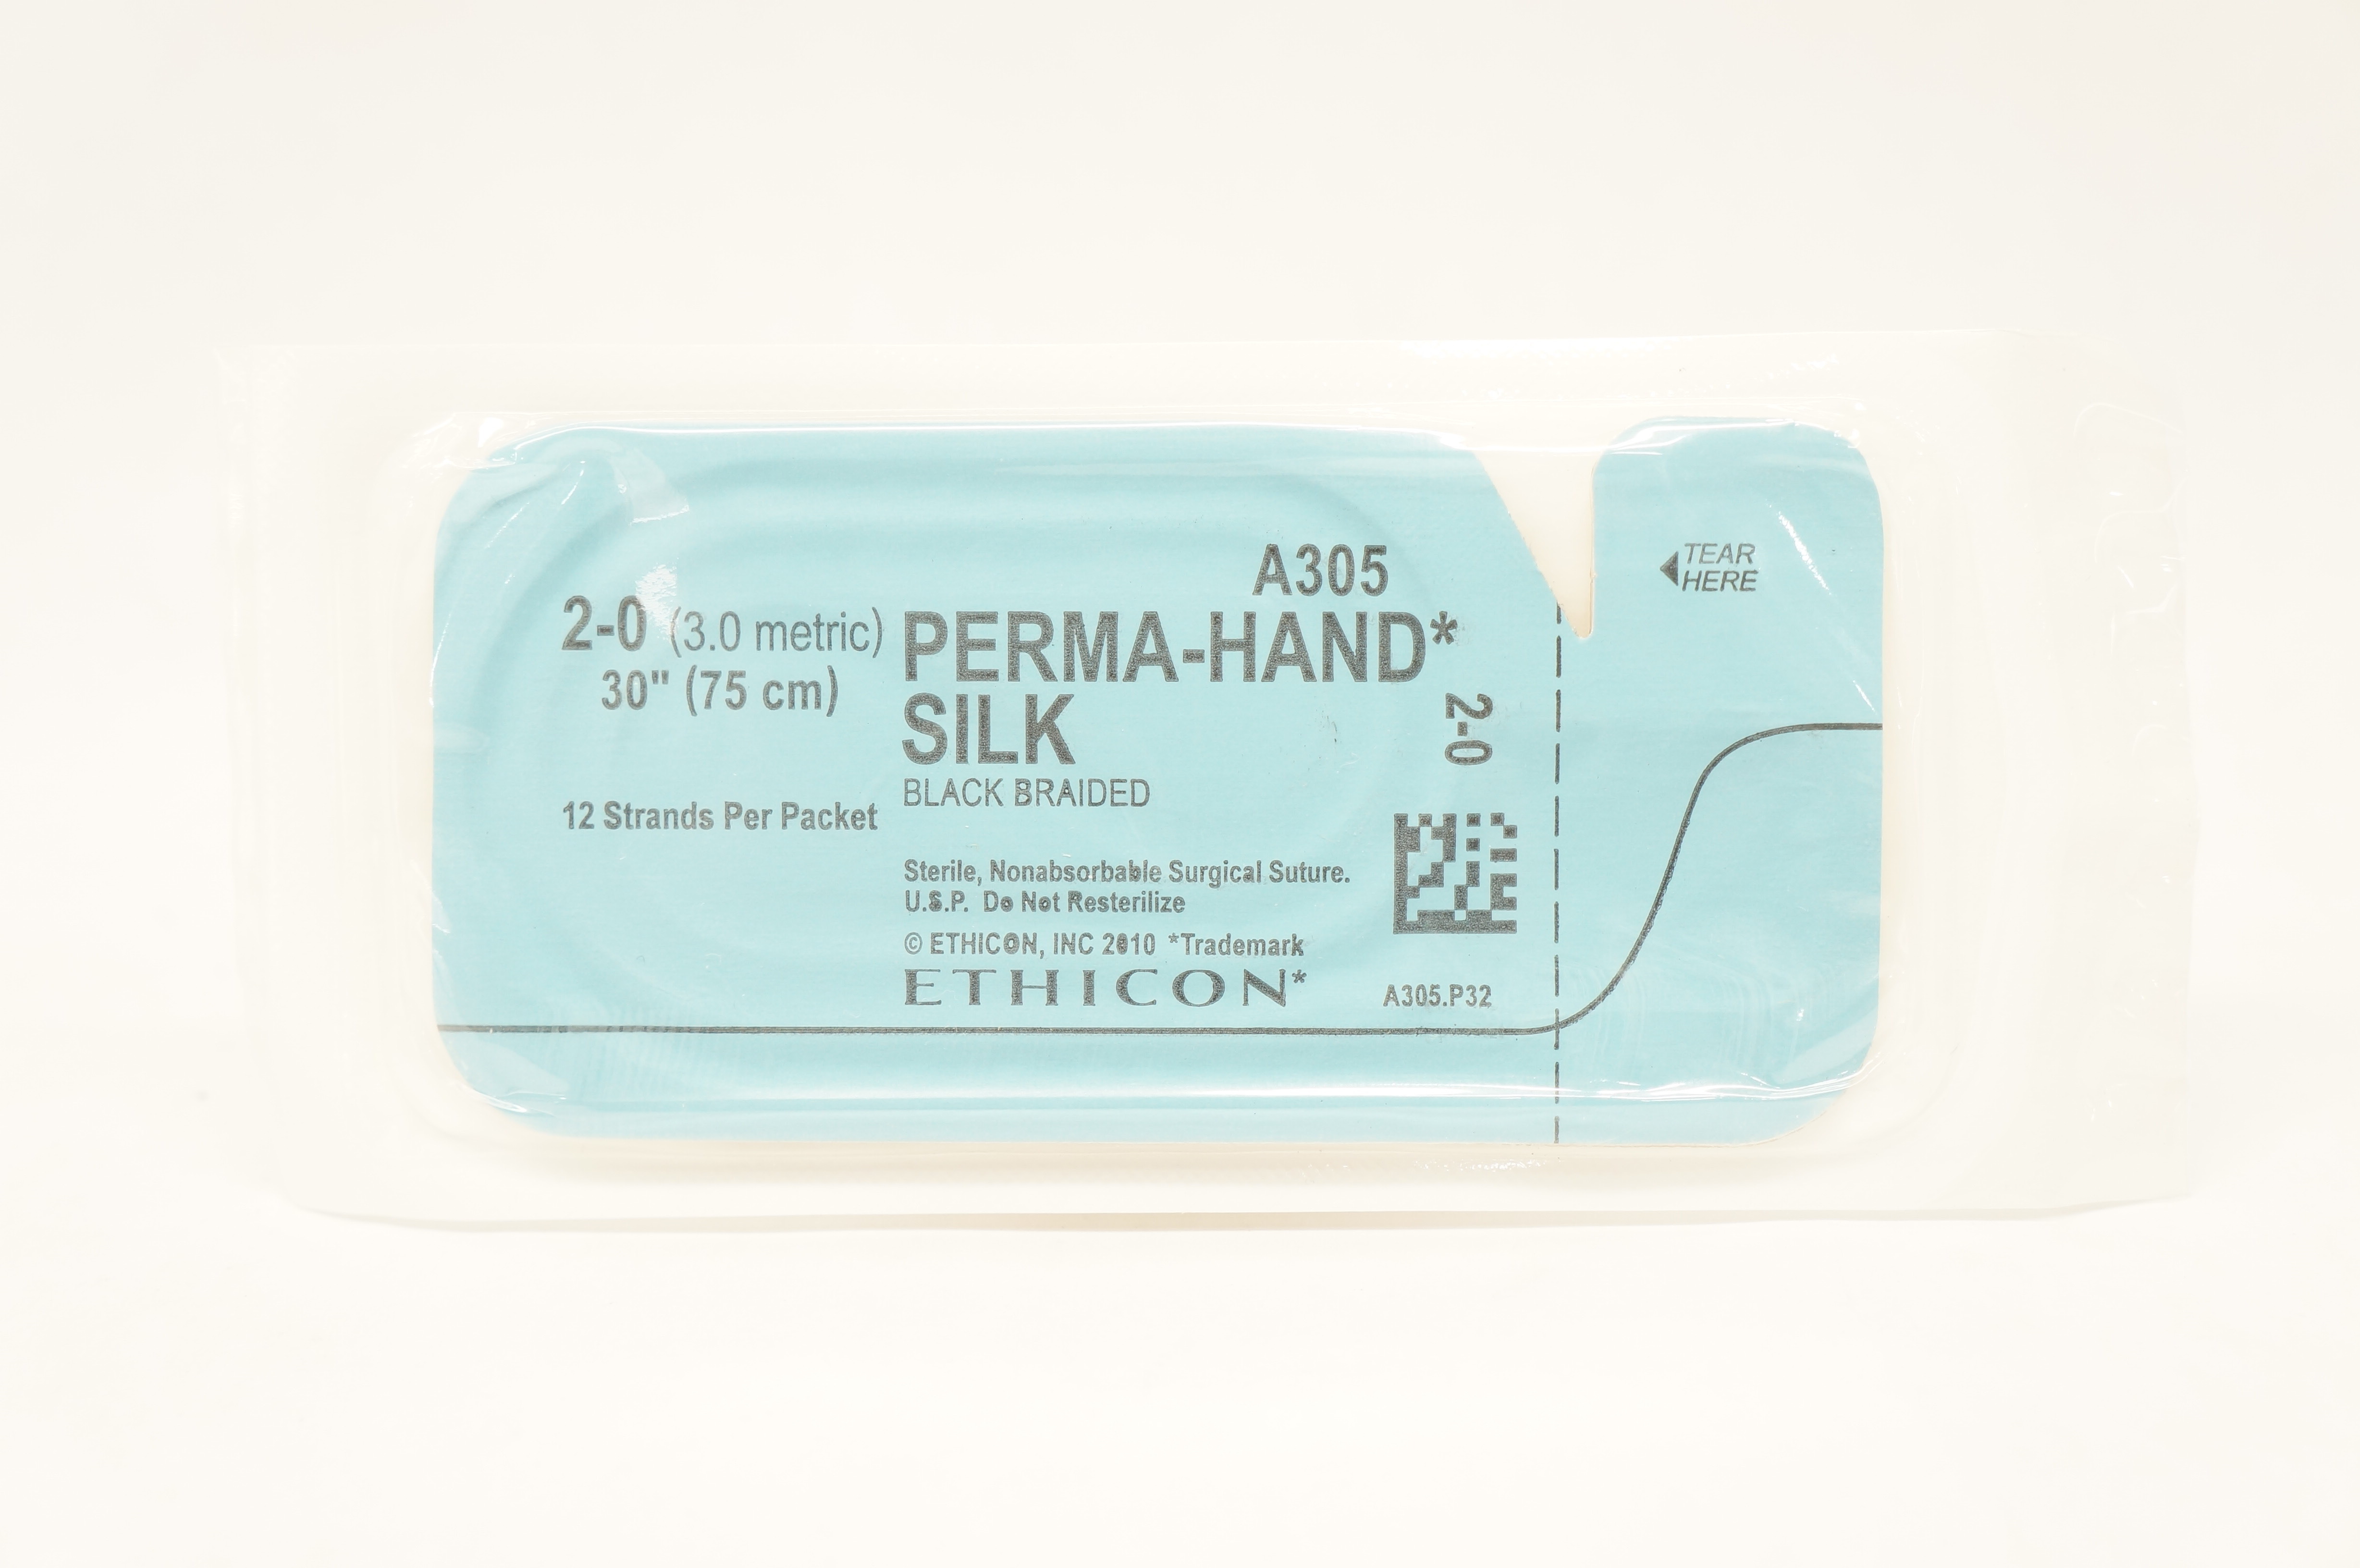 A305
2-0 (3.0 metric)
30" (75 cm)
12 Strands Per Packet
PERMA-HAND*
SILK
BLACK BRAIDED
Sterile, Nonabsorbable Surgical Suture.
U.S.P. Do Not Resterilize
© ETHICON, INC 2010 *Trademark
ETHICON*
A305.P32
2-0
TEAR
HERE